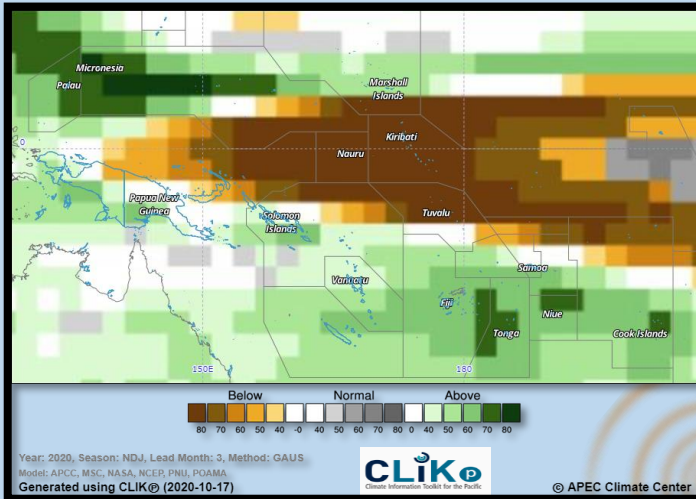 Micronesia
Palau
Marshall
Islands
0
Kiribati
Nauru
Papua New
Guinea
Solomon
Islands
Tuvalu
Samoa
Vanuatu
Fiji
Niue
Tonga
Cook Islands
150E
180
Below Normal Above
80 70 60 50 40 -0 40 50 60 70 80 0 40 50 60 70 80
Year: 2020, Season: NDJ, Lead Month: 3, Method: GAUS
Model: APCC, MSC, NASA, NCEP, PNU, POAMA
Generated using CLIK℗ (2020-10-17)
CLiK℗
Climate Information Toolkit for the Pacific
© APEC Climate Center